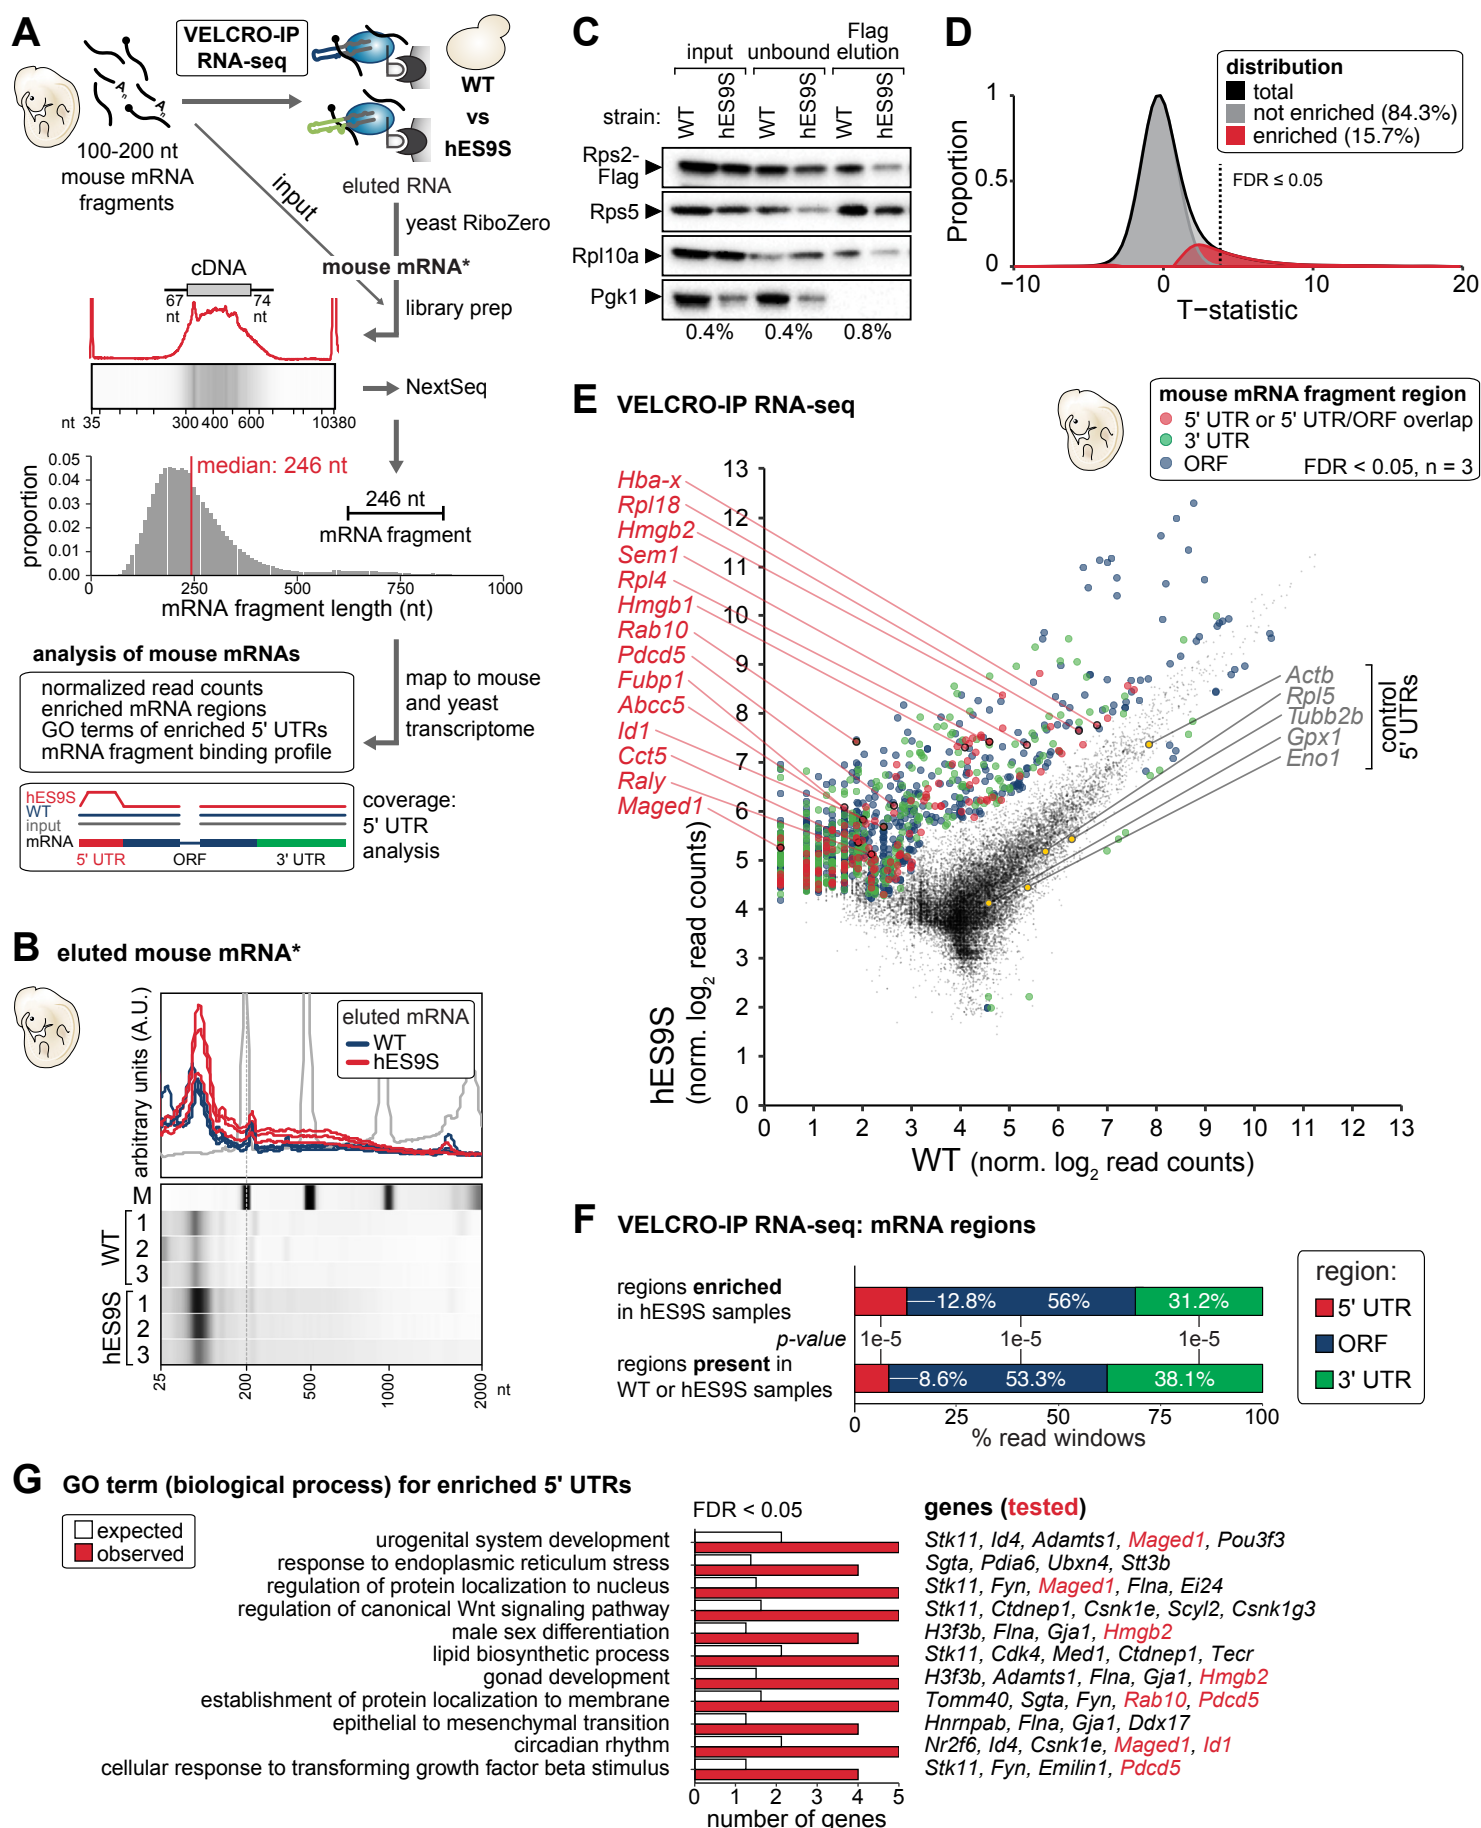 A
VELCRO-IP
RNA-seq
WT
vs
hES9S
An
An
100-200 nt
mouse mRNA
fragments
input
eluted RNA
yeast RiboZero
mouse mRNA*
library prep
cDNA
67
nt
74
nt
NextSeq
nt 35 300 400 600 10380
proportion
0.05
0.04
0.03
0.02
0.01
0.00
median: 246 nt
246 nt
mRNA fragment
0 250 500 750 1000
mRNA fragment length (nt)
analysis of mouse mRNAs
normalized read counts
enriched mRNA regions
GO terms of enriched 5' UTRs
mRNA fragment binding profile
map to mouse
and yeast
transcriptome
hES9S
WT
input
mRNA
5' UTR ORF 3' UTR
coverage:
5' UTR
analysis
B eluted mouse mRNA*
arbitrary units (A.U.)
eluted mRNA
WT
hES9S
M
WT
1
2
3
hES9S
1
2
3
25 200 500 1000 2000 nt
C
input unbound Flag
elution
strain: WT hES9S WT hES9S WT hES9S
Rps2-
Flag
Rps5
Rpl10a
Pgk1
0.4% 0.4% 0.8%
D
distribution
total
not enriched (84.3%)
enriched (15.7%)
FDR ≤ 0.05
Proportion
1
0.5
0
−10 0 10 20
T−statistic
E VELCRO-IP RNA-seq
mouse mRNA fragment region
5' UTR or 5' UTR/ORF overlap
3' UTR
ORF
FDR < 0.05, n = 3
Hba-x
Rpl18
Hmgb2
Sem1
Rpl4
Hmgb1
Rab10
Pdcd5
Fubp1
Abcc5
Id1
Cct5
Raly
Maged1
Actb
Rpl5
Tubb2b
Gpx1
Eno1
control
5' UTRs
13
12
11
10
9
8
7
6
5
4
3
2
1
0
hES9S
(norm. log2 read counts)
0 1 2 3 4 5 6 7 8 9 10 11 12 13
WT (norm. log2 read counts)
F VELCRO-IP RNA-seq: mRNA regions
regions enriched
in hES9S samples
12.8% 56% 31.2%
p-value 1e-5 1e-5 1e-5
regions present in
WT or hES9S samples
8.6% 53.3% 38.1%
0 25 50 75 100
% read windows
region:
5' UTR
ORF
3' UTR
G GO term (biological process) for enriched 5' UTRs
expected
observed
FDR < 0.05
genes (tested)
urogenital system development Stk11, Id4, Adamts1, Maged1, Pou3f3
response to endoplasmic reticulum stress Sgta, Pdia6, Ubxn4, Stt3b
regulation of protein localization to nucleus Stk11, Fyn, Maged1, Flna, Ei24
regulation of canonical Wnt signaling pathway Stk11, Ctdnep1, Csnk1e, Scyl2, Csnk1g3
male sex differentiation H3f3b, Flna, Gja1, Hmgb2
lipid biosynthetic process Stk11, Cdk4, Med1, Ctdnep1, Tecr
gonad development H3f3b, Adamts1, Flna, Gja1, Hmgb2
establishment of protein localization to membrane Tomm40, Sgta, Fyn, Rab10, Pdcd5
epithelial to mesenchymal transition Hnrnpab, Flna, Gja1, Ddx17
circadian rhythm Nr2f6, Id4, Csnk1e, Maged1, Id1
cellular response to transforming growth factor beta stimulus Stk11, Fyn, Emilin1, Pdcd5
0 1 2 3 4 5
number of genes